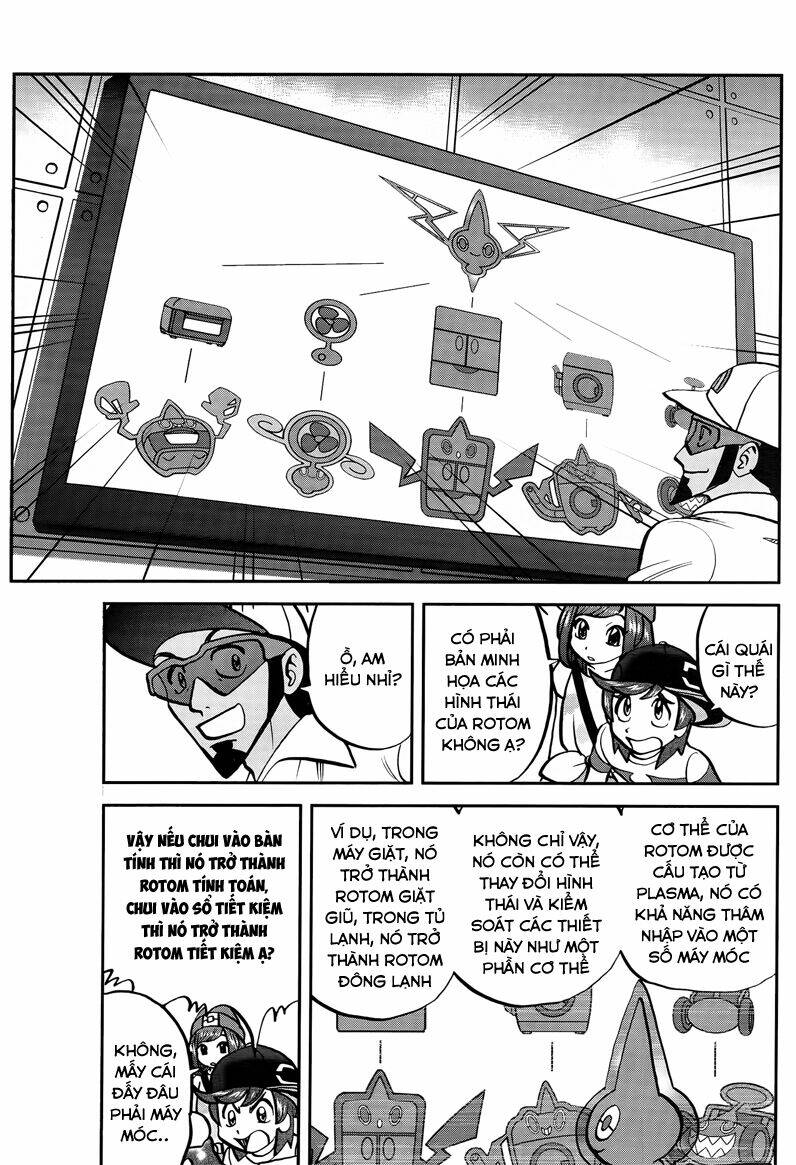 CÁI QUÁI
GÌ THẾ
NÀY?
CÓ PHẢI
BẢN MINH
HỌA CÁC
HÌNH THÁI
CỦA ROTOM
KHÔNG Ạ?
Ồ, AM
HIỂU NHỈ?
CƠ THỂ CỦA
ROTOM ĐƯỢC
CẤU TẠO TỪ
PLASMA, NÓ CÓ
KHẢ NĂNG THÂM
NHẬP VÀO MỘT
SỐ MÁY MÓC
KHÔNG CHỈ VẬY,
NÓ CÒN CÓ THỂ
THAY ĐỔI HÌNH
THÁI VÀ KIỂM
SOÁT CÁC THIẾT
BỊ NÀY NHƯ MỘT
PHẦN CƠ THỂ
VÍ DỤ, TRONG
MÁY GIẶT, NÓ
TRỞ THÀNH
ROTOM GIẶT
GIŨ, TRONG TỦ
LẠNH, NÓ TRỞ
THÀNH ROTOM
ĐÔNG LẠNH
VẬY NẾU CHUI VÀO BÀN
TÍNH THÌ NÓ TRỞ THÀNH
ROTOM TÍNH TOÁN,
CHUI VÀO SỔ TIẾT KIỆM
THÌ NÓ TRỞ THÀNH
ROTOM TIẾT KIỆM Ạ?
KHÔNG,
MẤY CÁI
ĐẤY ĐÂU
PHẢI MÁY
MÓC..